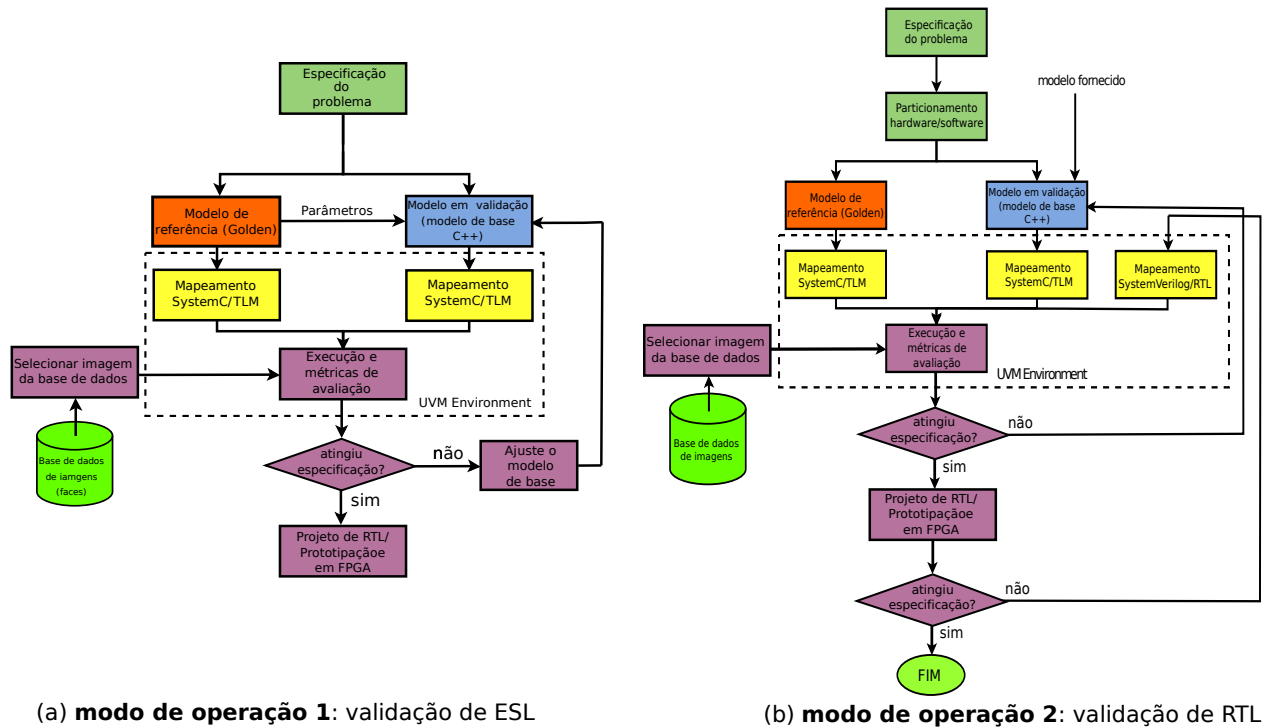 Especificação
do
problema
Modelo de
referência (Golden)
Parâmetros
Modelo em validação
(modelo de base
C++)
Mapeamento
SystemC/TLM
Mapeamento
SystemC/TLM
Selecionar imagem
da base de dados
Execução e
métricas de
avaliação
UVM Environment
Base de dados
de iamgens
(faces)
atingiu
especificação?
não
Ajuste o
modelo
de base
sim
Projeto de RTL/
Prototipaçãoe
em FPGA
(a) modo de operação 1: validação de ESL
Especificação
do problema
modelo fornecido
Particionamento
hardware/software
Modelo de
referência (Golden)
Modelo em validação
(modelo de base
C++)
Mapeamento
SystemC/TLM
Mapeamento
SystemC/TLM
Mapeamento
SystemVerilog/RTL
Selecionar imagem
da base de dados
Execução e
métricas de
avaliação
UVM Environment
Base de dados
de imagens
atingiu
especificação?
não
sim
Projeto de RTL/
Prototipaçãoe
em FPGA
atingiu
especificação?
não
sim
FIM
(b) modo de operação 2: validação de RTL